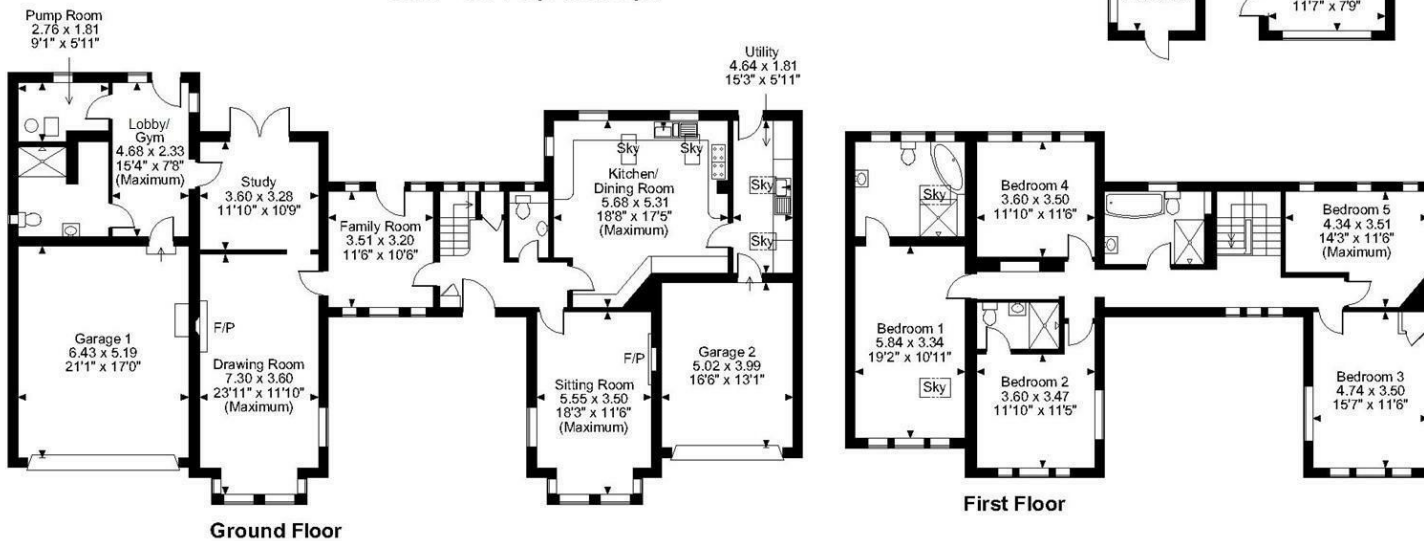 11'7" x 7'9"
Pump Room
2.76 x 1.81
9'1" x 5'11"
Utility
4.64 x 1.81
15'3" x 5'11"
Lobby/
Gym
4.68 x 2.33
15'4" x 7'8"
(Maximum)
Study
3.60 x 3.28
11'10" x 10'9"
Family Room
3.51 x 3.20
11'6" x 10'6"
Sky
Sky
Kitchen/
Dining Room
5.68 x 5.31
18'8" x 17'5"
(Maximum)
Sky
Sky
Garage 1
6.43 x 5.19
21'1" x 17'0"
F/P
Drawing Room
7.30 x 3.60
23'11" x 11'10"
(Maximum)
F/P
Sitting Room
5.55 x 3.50
18'3" x 11'6"
(Maximum)
Garage 2
5.02 x 3.99
16'6" x 13'1"
Ground Floor
Sky
Bedroom 4
3.60 x 3.50
11'10" x 11'6"
Bedroom 5
4.34 x 3.51
14'3" x 11'6"
(Maximum)
Bedroom 1
5.84 x 3.34
19'2" x 10'11"
Sky
Bedroom 2
3.60 x 3.47
11'10" x 11'5"
Bedroom 3
4.74 x 3.50
15'7" x 11'6"
First Floor